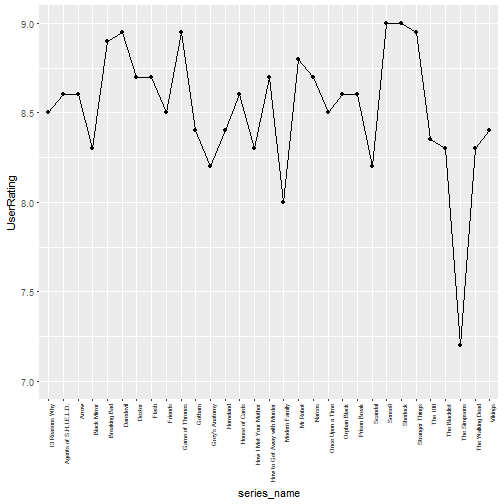 UserRating
9.0
8.5
8.0
7.5
7.0
13 Reasons Why
Agents of S.H.I.E.L.D.
Arrow
Black Mirror
Breaking Bad
Daredevil
Dexter
Flash
Friends
Game of Thrones
Gotham
Grey's Anatomy
Homeland
House of Cards
How I Met Your Mother
How to Get Away with Murder
Modern Family
Mr. Robot
Narcos
Once Upon a Time
Orphan Black
Prison Break
Scandal
Sense8
Sherlock
Stranger Things
The 100
The Blacklist
The Simpsons
The Walking Dead
Vikings
series_name